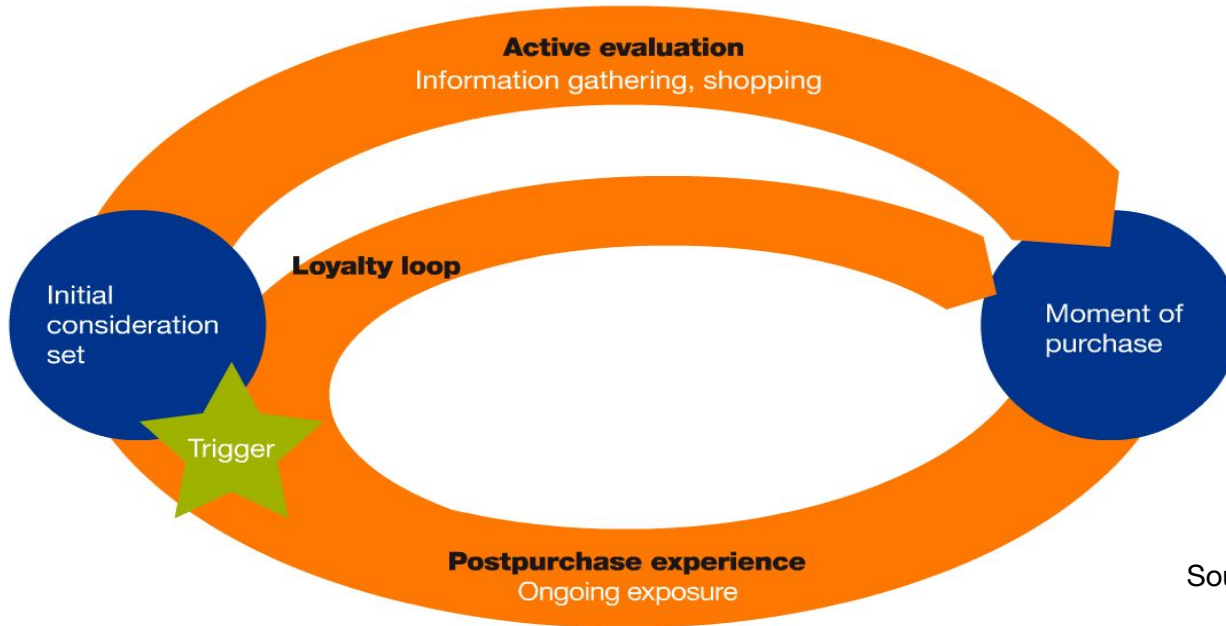 Active evaluation
Information gathering, shopping
Loyalty loop
Initial
consideration
set
Moment of
purchase
Trigger
Postpurchase experience
Ongoing exposure